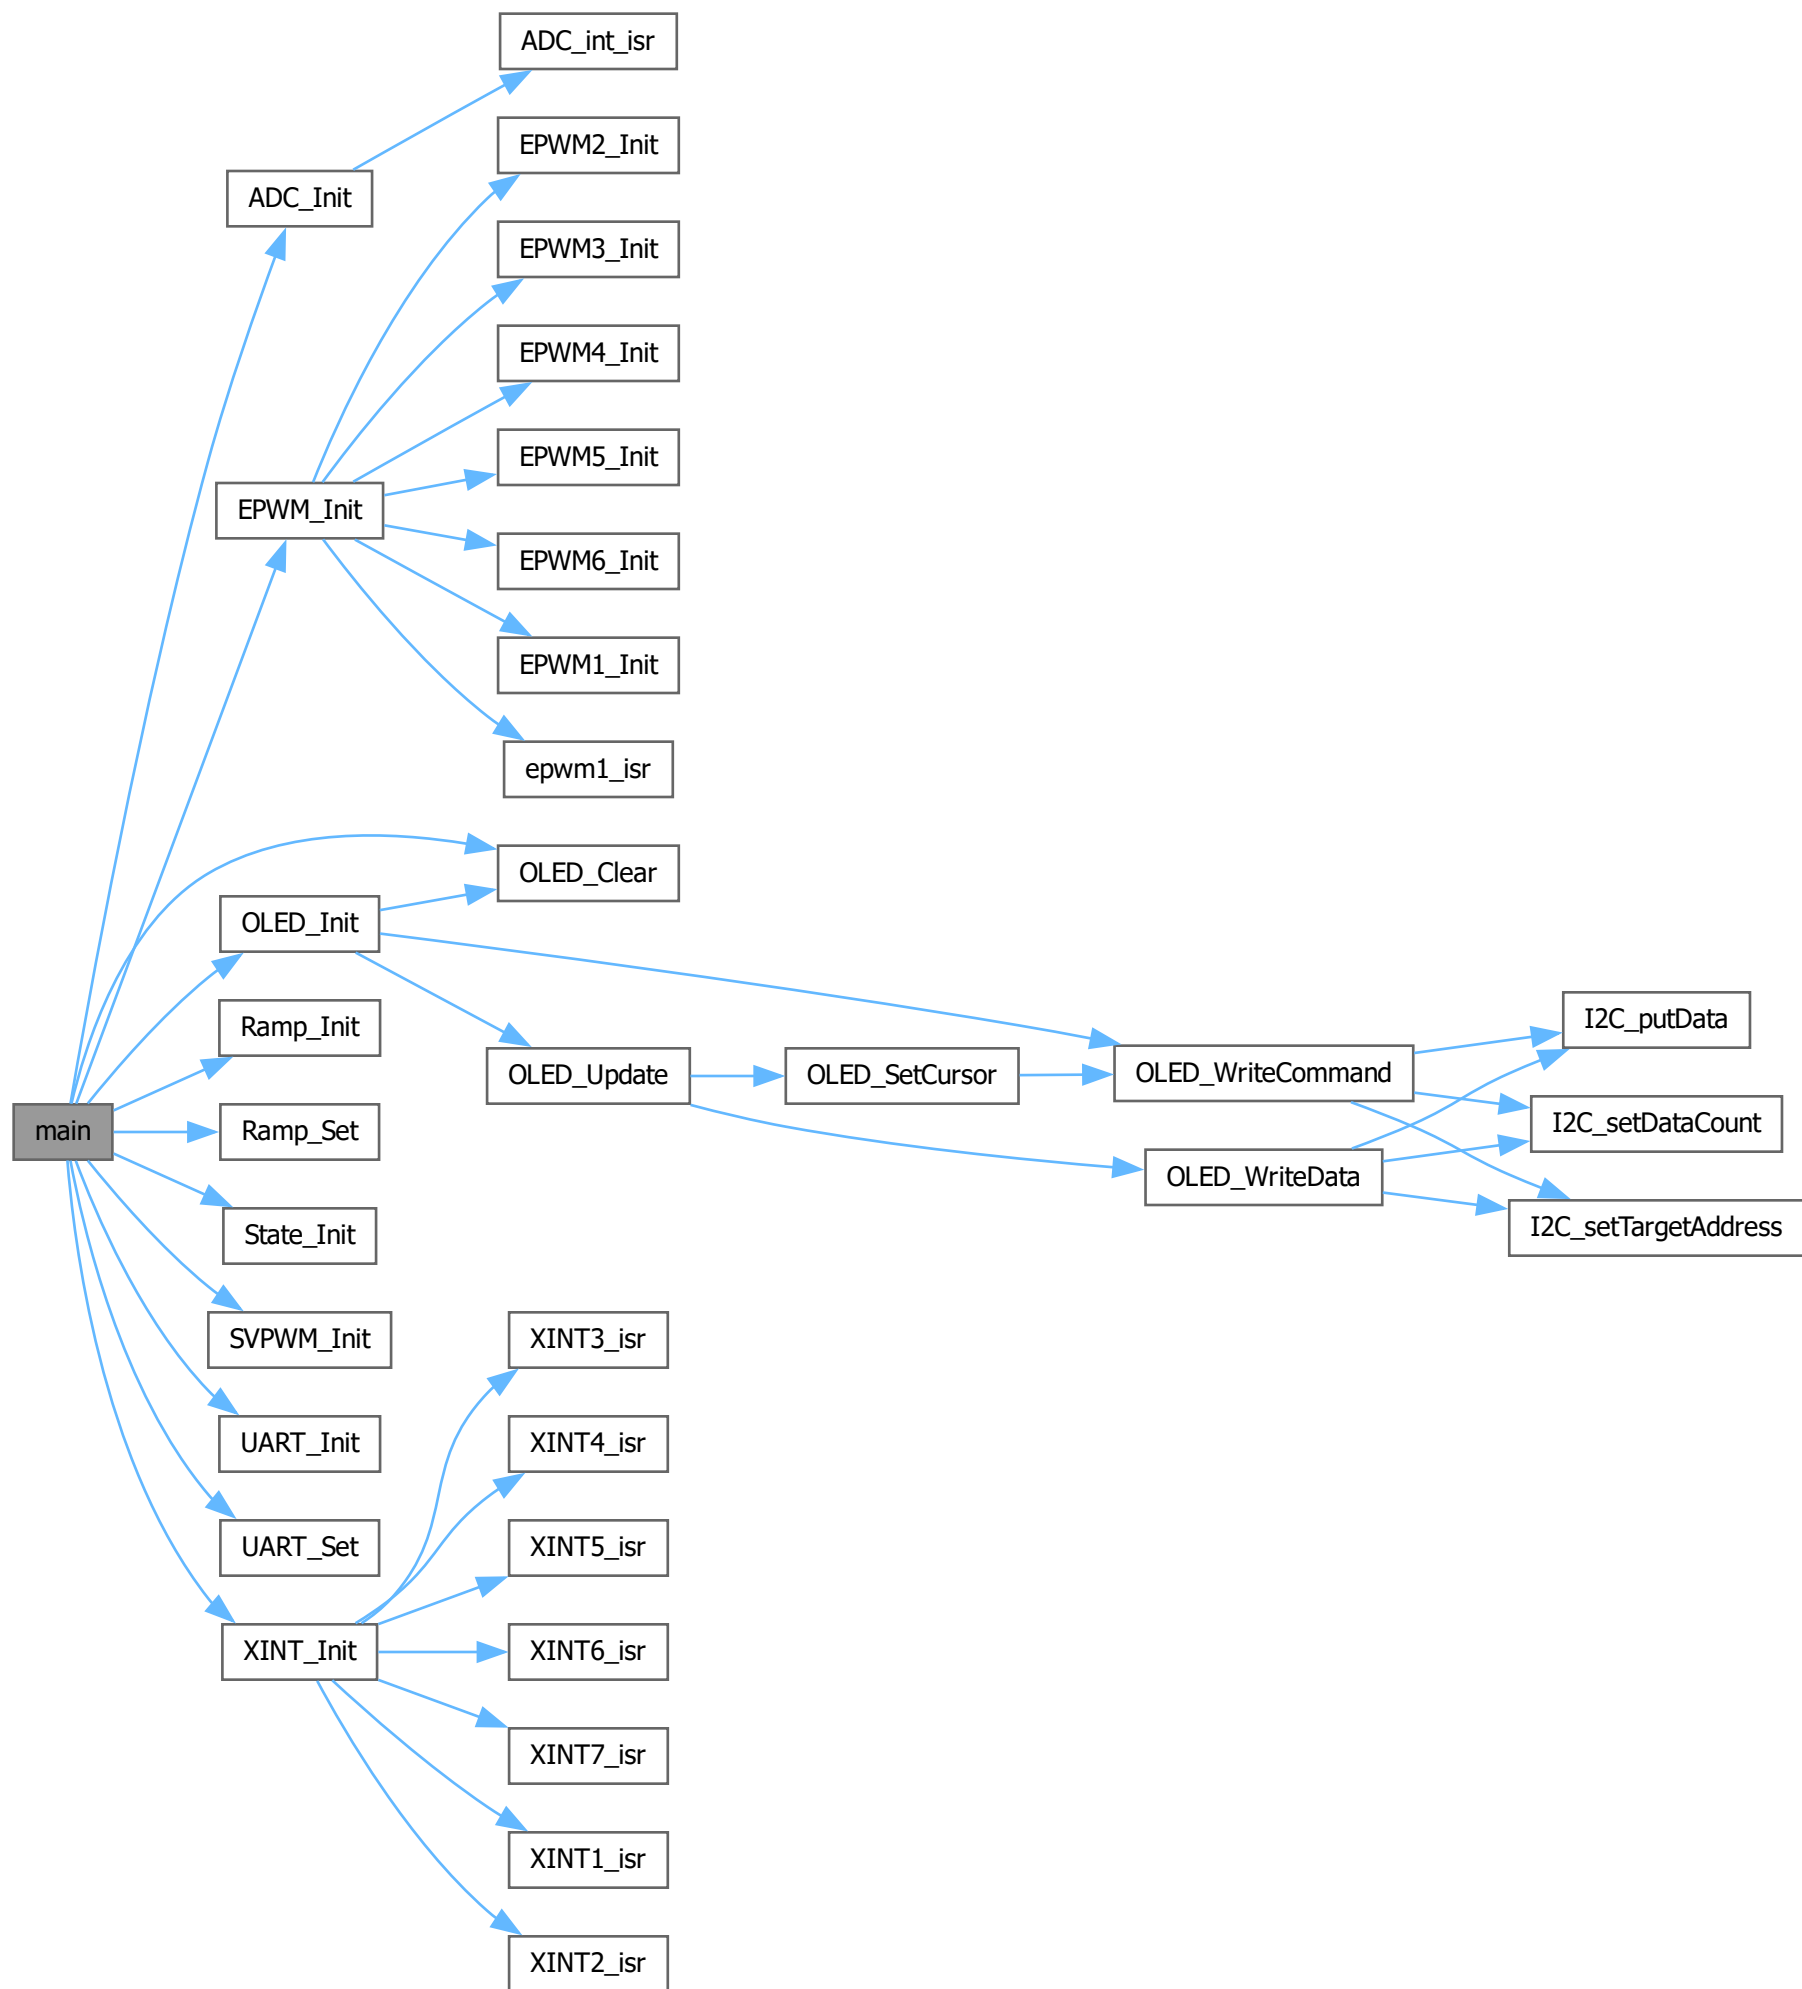 ADC_int_isr
EPWM2_Init
ADC_Init
EPWM3_Init
EPWM4_Init
EPWM5_Init
EPWM_Init
EPWM6_Init
EPWM1_Init
epwm1_isr
OLED_Clear
OLED_Init
Ramp_Init
I2C_putData
OLED_Update
OLED_SetCursor
OLED_WriteCommand
main
Ramp_Set
I2C_setDataCount
OLED_WriteData
State_Init
I2C_setTargetAddress
SVPWM_Init
XINT3_isr
UART_Init
XINT4_isr
UART_Set
XINT5_isr
XINT_Init
XINT6_isr
XINT7_isr
XINT1_isr
XINT2_isr